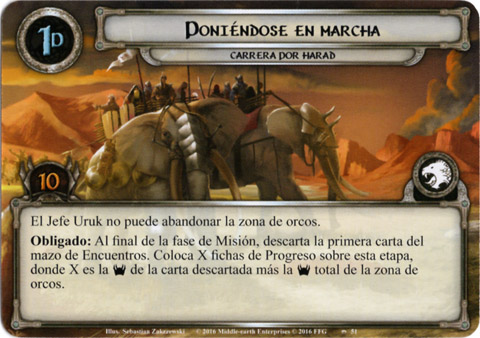 1D
Poniéndose en marcha
Carrera por Harad
10
El Jefe Uruk no puede abandonar la zona de orcos.
Obligado: Al final de la fase de Misión, descarta la primera carta del
mazo de Encuentros. Coloca X fichas de Progreso sobre esta etapa,
donde X es la de la carta descartada más la total de la zona de
orcos.
Illus. Sebastian Zakrzewski © 2016 Middle-earth Enterprises © 2016 FFG 51